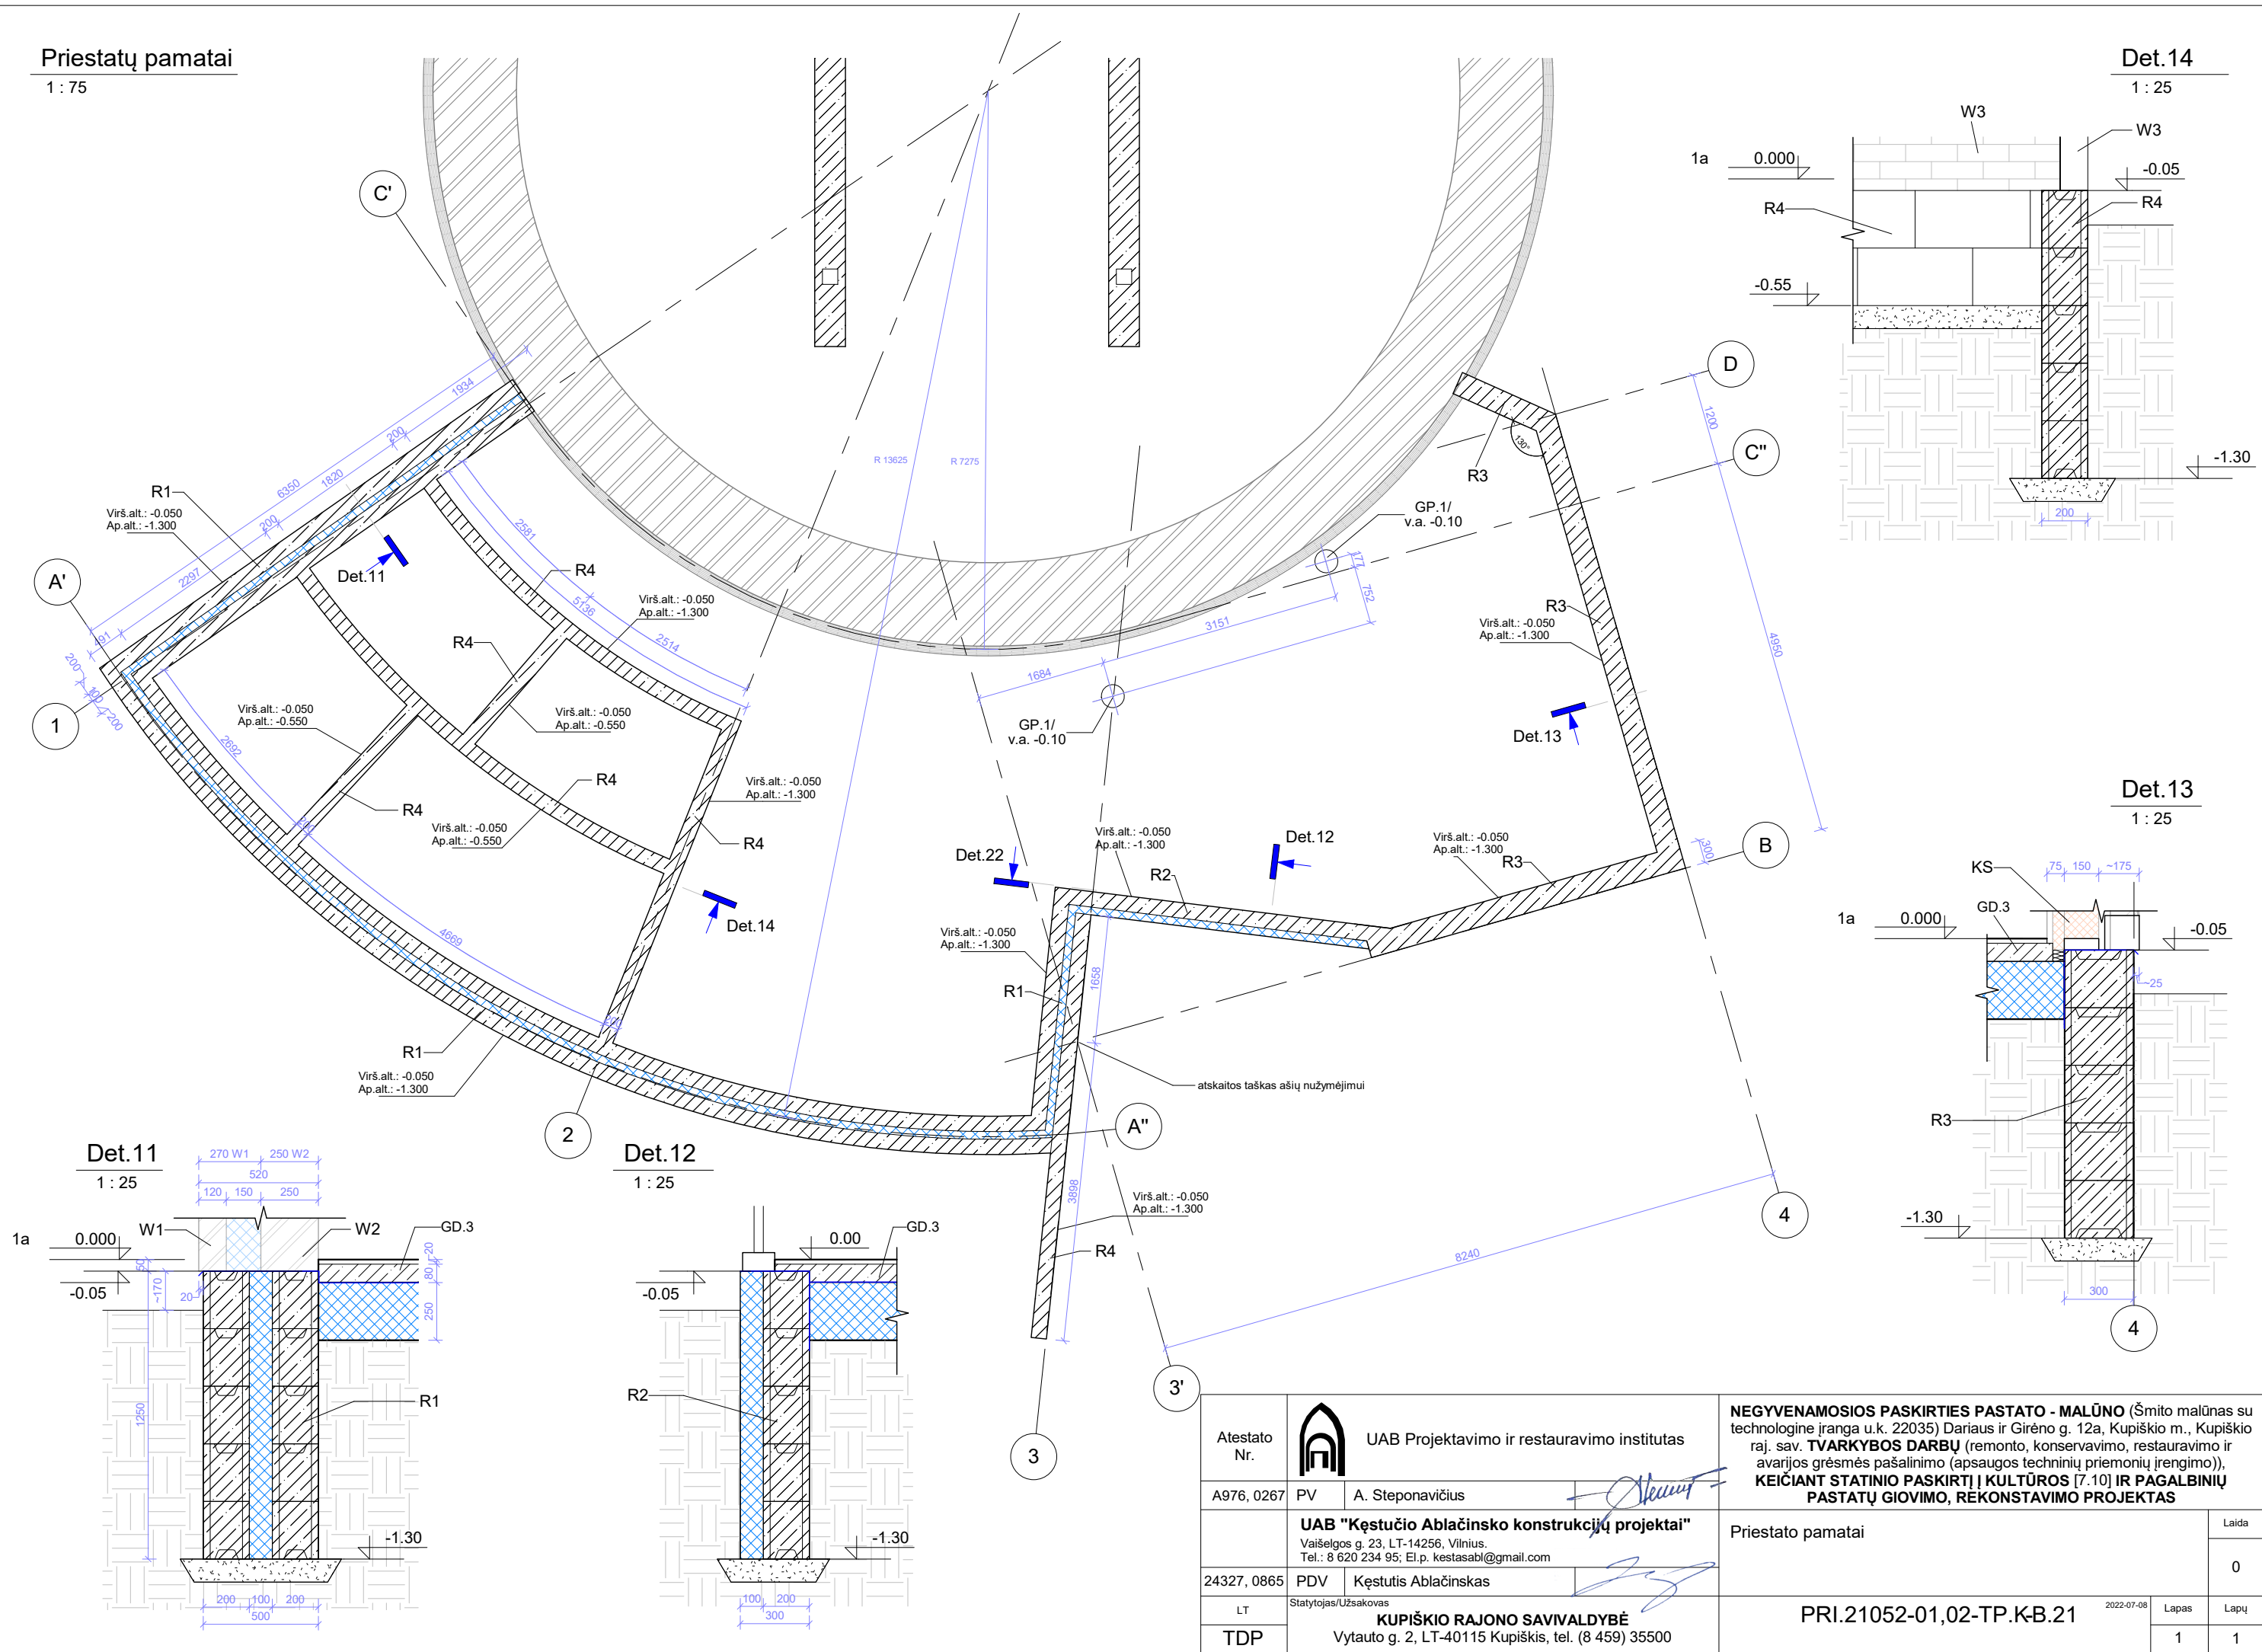 Priestatų pamatai
1 : 75
C'
1934
200
1820
6350
200
2297
491
R1
Virš.alt.: -0.050
Ap.alt.: -1.300
A'
200
100
200
1
Det.11
2581
5136
2514
R4
Virš.alt.: -0.050
Ap.alt.: -1.300
R4
Virš.alt.: -0.050
Ap.alt.: -0.550
Virš.alt.: -0.050
Ap.alt.: -0.550
2692
R4
R4
Virš.alt.: -0.050
Ap.alt.: -0.550
Virš.alt.: -0.050
Ap.alt.: -1.300
R4
200
4669
200
Det.14
R1
Virš.alt.: -0.050
Ap.alt.: -1.300
2
R 13625
R 7275
130°
R3
GP.1/
v.a. -0.10
177
752
3151
1684
GP.1/
v.a. -0.10
D
C"
1200
4950
R3
Virš.alt.: -0.050
Ap.alt.: -1.300
Det.13
300
B
Virš.alt.: -0.050
Ap.alt.: -1.300
R3
Det.22
Virš.alt.: -0.050
Ap.alt.: -1.300
R2
Det.12
Virš.alt.: -0.050
Ap.alt.: -1.300
R1
1658
atskaitos taškas ašių nužymėjimui
A"
3898
Virš.alt.: -0.050
Ap.alt.: -1.300
R4
8240
4
3'
3
Det.14
1 : 25
W3
W3
1a
0.000
-0.05
R4
R4
-0.55
-1.30
200
Det.13
1 : 25
KS
75
150
~175
GD.3
1a
0.000
-0.05
~25
R3
-1.30
300
4
Det.11
1 : 25
270 W1
250 W2
520
120
150
250
W1
W2
GD.3
1a
0.000
-0.05
50
~170
20
20
80
250
1250
R1
-1.30
200
100
200
500
Det.12
1 : 25
0.00
GD.3
-0.05
R2
-1.30
100
200
300
Atestato
Nr.
UAB Projektavimo ir restauravimo institutas
A976, 0267
PV
A. Steponavičius
UAB "Kęstučio Ablačinsko konstrukcijų projektai"
Vaišelgos g. 23, LT-14256, Vilnius.
Tel.: 8 620 234 95; El.p. kestasabl@gmail.com
24327, 0865
PDV
Kęstutis Ablačinskas
LT
TDP
Statytojas/Užsakovas
KUPIŠKIO RAJONO SAVIVALDYBĖ
Vytauto g. 2, LT-40115 Kupiškis, tel. (8 459) 35500
NEGYVENAMOSIOS PASKIRTIES PASTATO - MALŪNO (Šmito malūnas su
technologine įranga u.k. 22035) Dariaus ir Girėno g. 12a, Kupiškio m., Kupiškio
raj. sav. TVARKYBOS DARBŲ (remonto, konservavimo, restauravimo ir
avarijos grėsmės pašalinimo (apsaugos techninių priemonių įrengimo)),
KEIČIANT STATINIO PASKIRTĮ Į KULTŪROS [7.10] IR PAGALBINIŲ
PASTATŲ GIOVIMO, REKONSTAVIMO PROJEKTAS
Priestato pamatai
Laida
0
PRI.21052-01,02-TP.K-B.21
2022-07-08
Lapas
Lapų
1
1